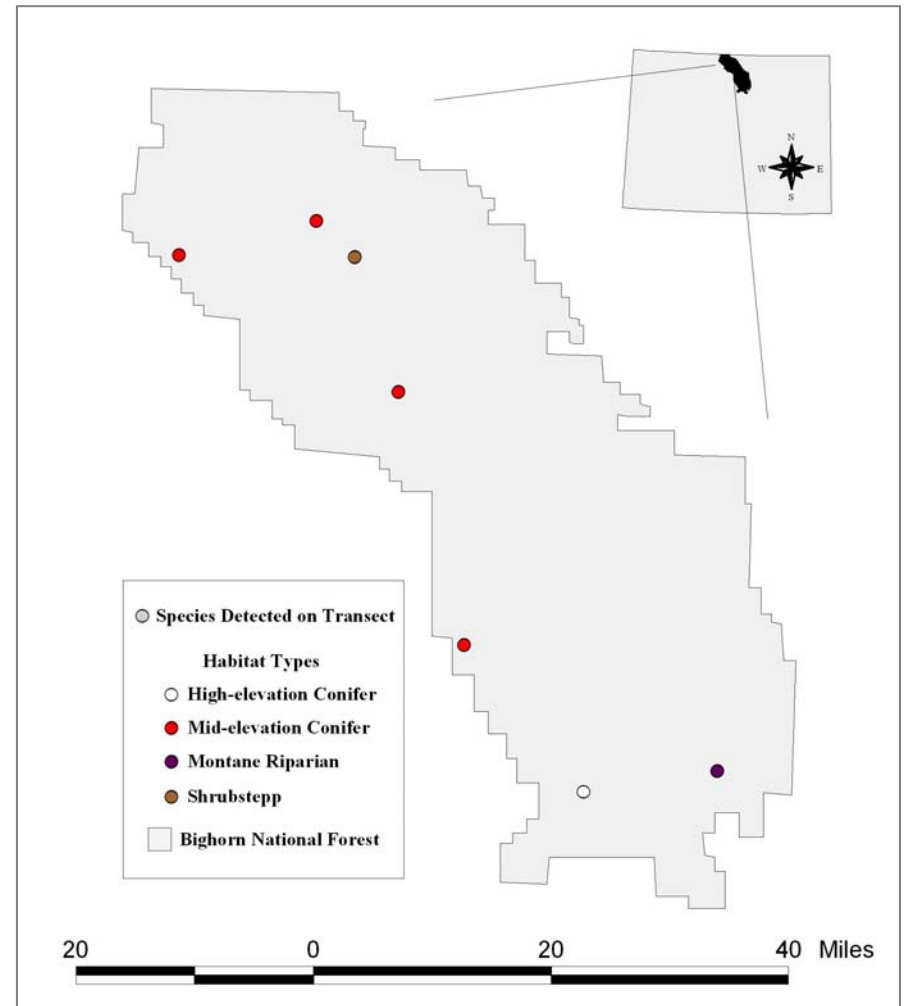 N
W E
S
Species Detected on Transect
Habitat Types
High-elevation Conifer
Mid-elevation Conifer
Montane Riparian
Shrubstepp
Bighorn National Forest
20 0 20 40 Miles